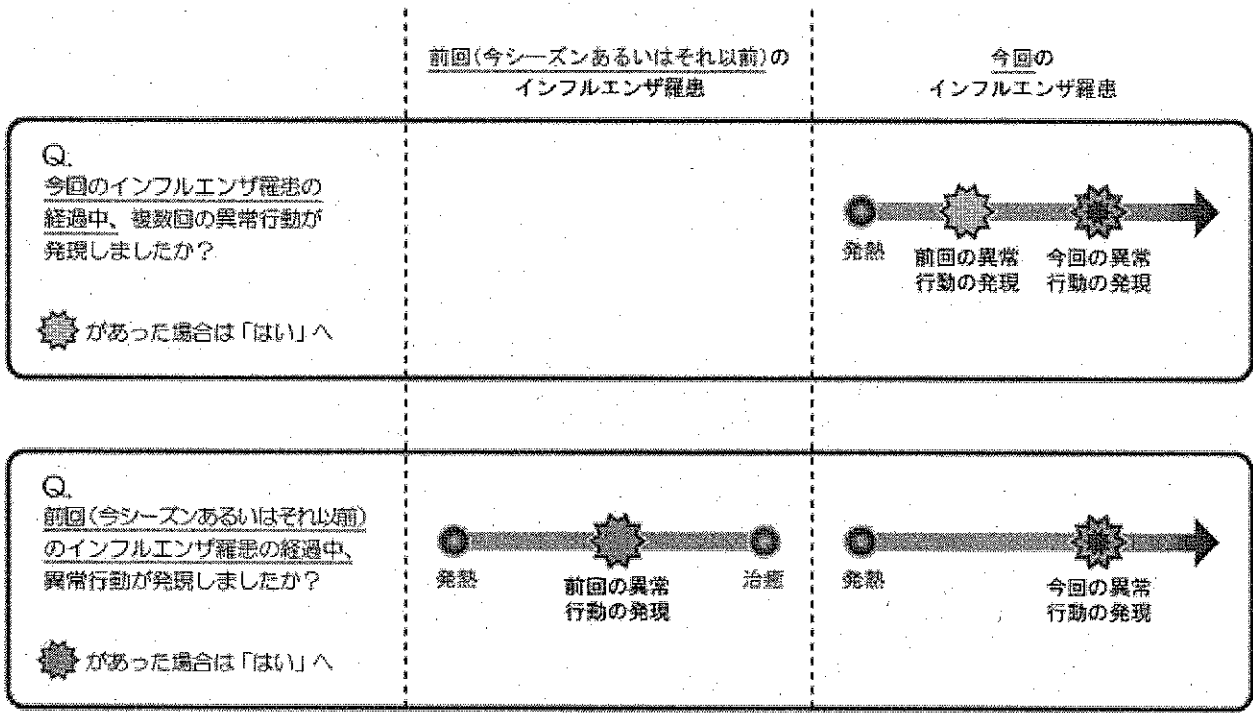 前回(今シーズンあるいはそれ以前)の
インフルエンザ罹患
今回の
インフルエンザ罹患
Q.
今回のインフルエンザ罹患の
経過中、複数回の異常行動が
発現しましたか?
があった場合は「はい」へ
発熱
前回の異常
行動の発現
今回の異常
行動の発現
Q.
前回(今シーズンあるいはそれ以前)
のインフルエンザ罹患の経過中、
異常行動が発現しましたか?
があった場合は「はい」へ
発熱
前回の異常
行動の発現
治癒
発熱
今回の異常
行動の発現